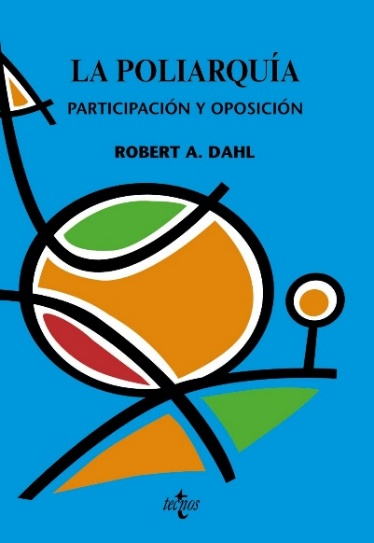 LA POLIARQUÍA
PARTICIPACIÓN Y OPOSICIÓN
ROBERT A. DAHL
tecnos